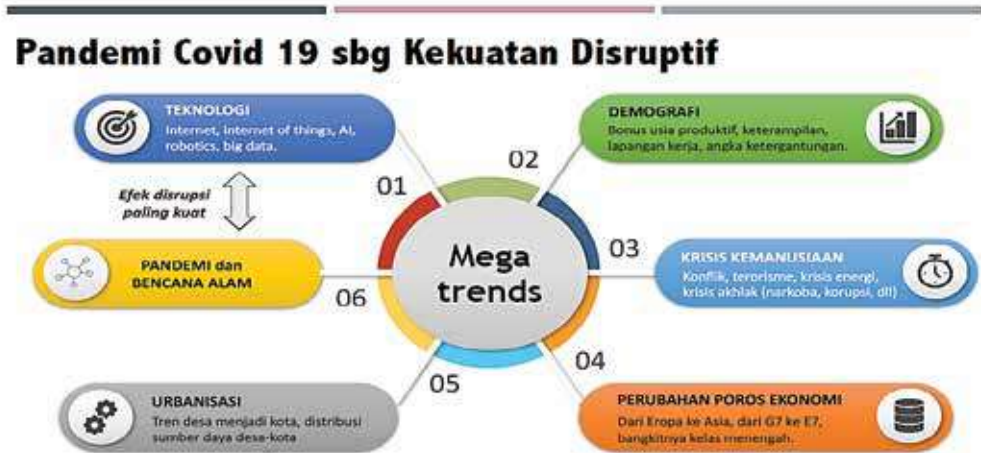 Pandemi Covid 19 sbg Kekuatan Disruptif
TEKNOLOGI
Internet, Internet of things, AI,
robotics, big data.
DEMOGRAFI
Bonus usia produktif, keterampilan,
lapangan kerja, angka ketergantungan.
Efek disrupsi
paling kuat
01
02
03
04
05
06
Mega
trends
KRISIS KEMANUSIAAN
Konflik, terorisme, krisis energi,
krisis akhlak (narkoba, korupsi, dll)
PANDEMI dan
BENCANA ALAM
URBANISASI
Tren desa menjadi kota, distribusi
sumber daya desa-kota
PERUBAHAN POROS EKONOMI
Dari Eropa ke Asia, dari G7 ke E7,
bangkitnya kelas menengah.